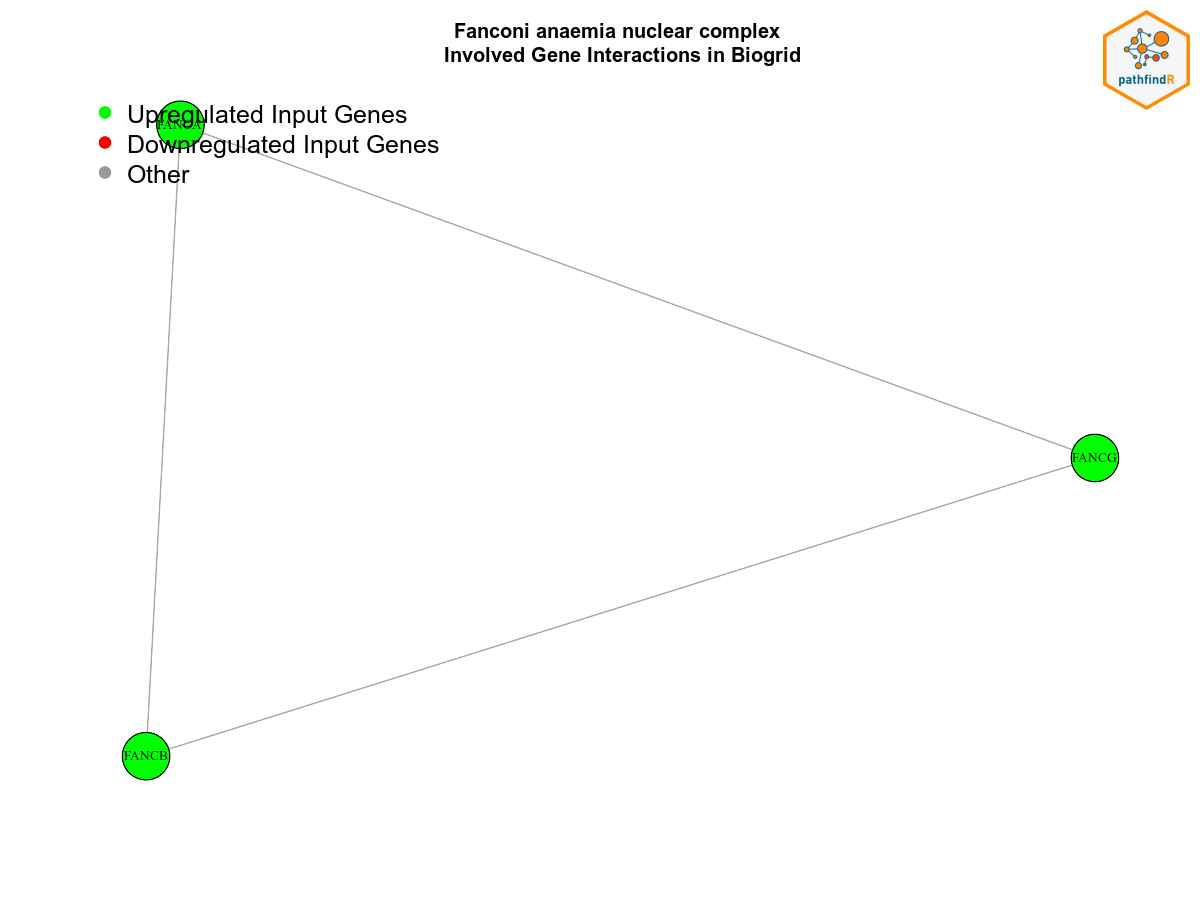 Fanconi anaemia nuclear complex
Involved Gene Interactions in Biogrid
pathfindR
Upregulated Input Genes
FANCA
Downregulated Input Genes
Other
FANCG
FANCB